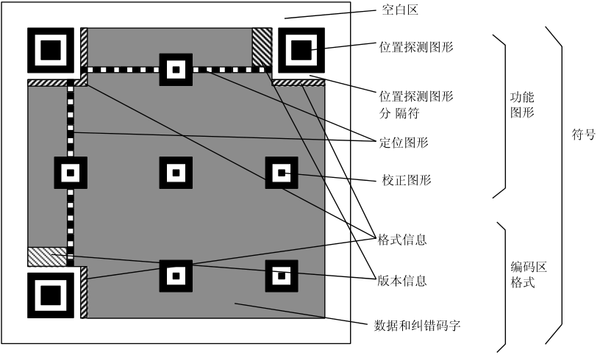 空白区
位置探测图形
位置探测图形
分 隔符
定位图形
校正图形
格式信息
版本信息
数据和纠错码字
功能
图形
编码区
格式
符号